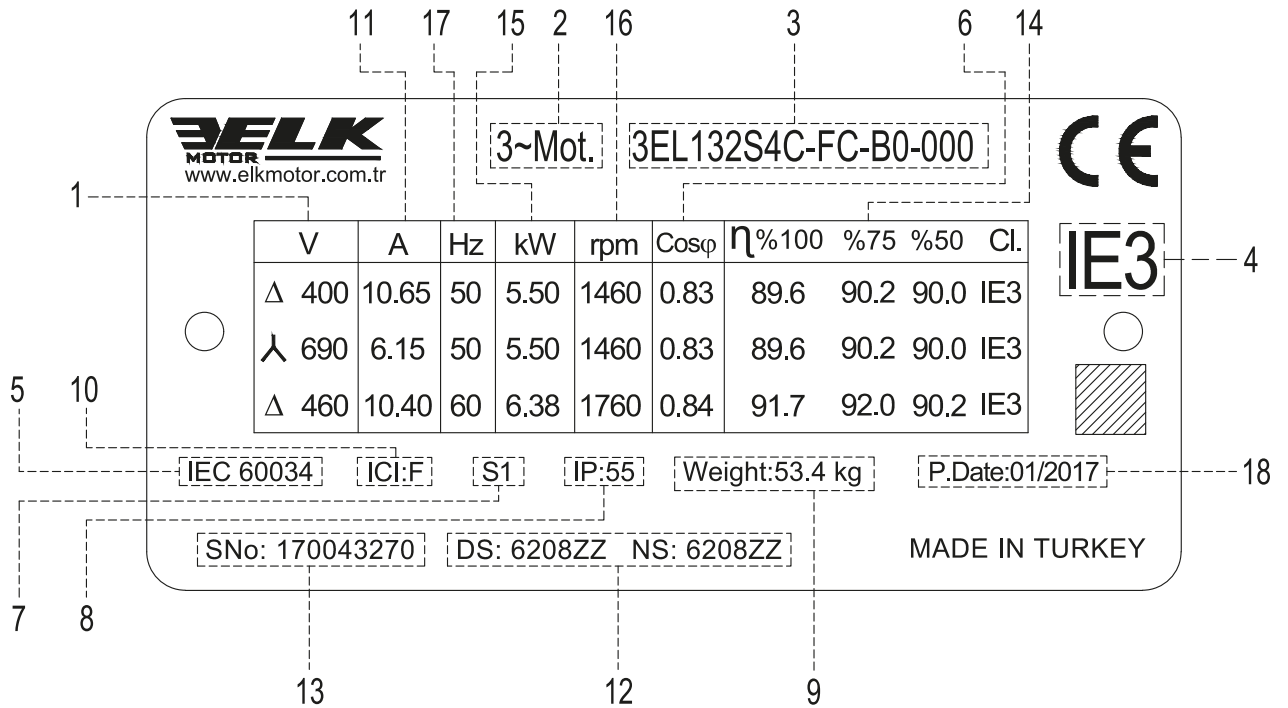 11 17 15 2 16 3 6 14
ELK
MOTOR
www.elkmotor.com.tr
3~Mot. 3EL132S4C-FC-B0-000
CE
1
V A Hz kW rpm Cosφ η%100 %75 %50 Cl.
Δ 400 10.65 50 5.50 1460 0.83 89.6 90.2 90.0 IE3
⅄ 690 6.15 50 5.50 1460 0.83 89.6 90.2 90.0 IE3
Δ 460 10.40 60 6.38 1760 0.84 91.7 92.0 90.2 IE3
IE3
4
5 10
IEC 60034 ICI:F S1 IP:55 Weight:53.4 kg P.Date:01/2017
18
SNo: 170043270 DS: 6208ZZ NS: 6208ZZ MADE IN TURKEY
7 8
13 12 9